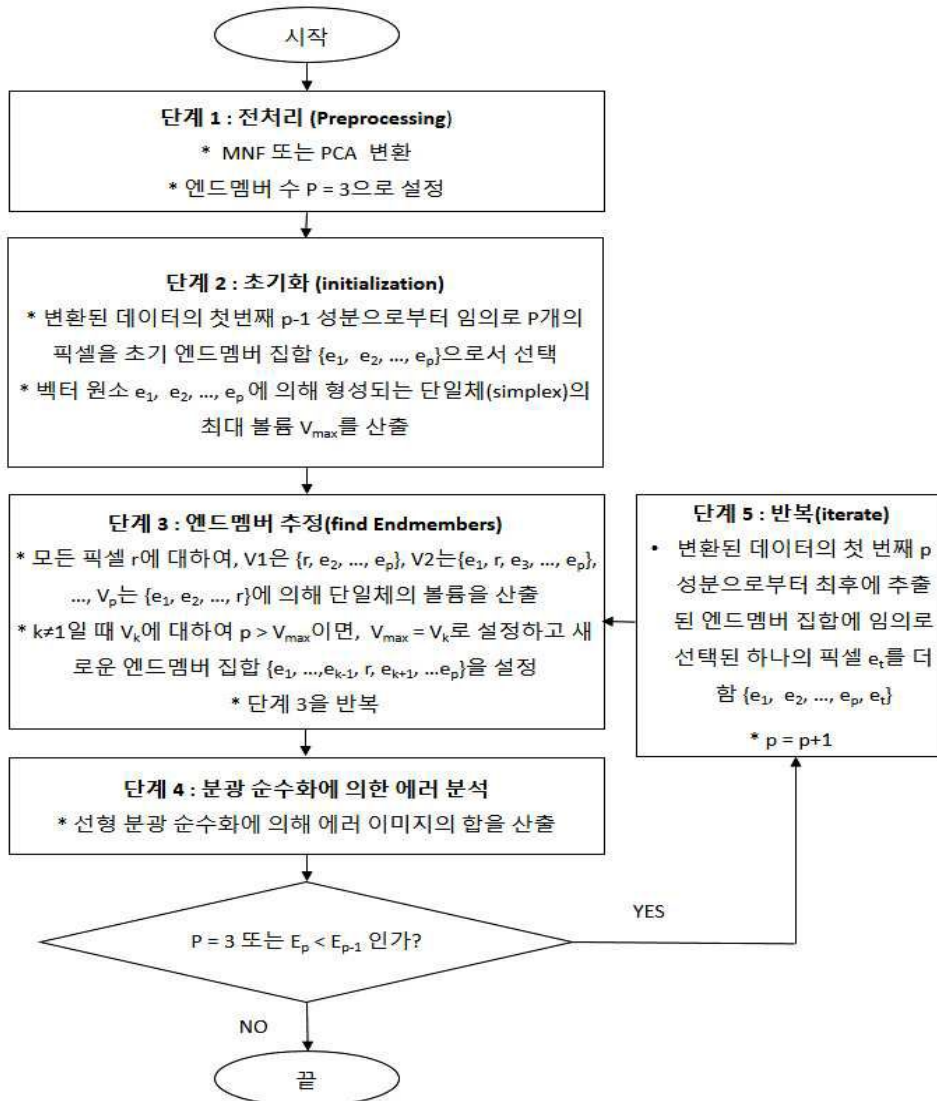 시작
단계 1 : 전처리 (Preprocessing)
* MNF 또는 PCA 변환
* 엔드멤버 수 P = 3으로 설정
단계 2 : 초기화 (initialization)
* 변환된 데이터의 첫번째 p-1 성분으로부터 임의로 P개의
픽셀을 초기 엔드멤버 집합 {e₁, e₂, ..., eₚ}으로서 선택
* 벡터 원소 e₁, e₂, ..., eₚ 에 의해 형성되는 단일체(simplex)의
최대 볼륨 Vmax를 산출
단계 3 : 엔드멤버 추정(find Endmembers)
* 모든 픽셀 r에 대하여, V1은 {r, e₂, ..., eₚ}, V2는{e₁, r, e₃, ..., eₚ},
..., Vₚ는 {e₁, e₂, ..., r}에 의해 단일체의 볼륨을 산출
* k≠1일 때 Vₖ에 대하여 p > Vmax이면, Vmax = Vₖ로 설정하고 새
로운 엔드멤버 집합 {e₁, ...,eₖ₋₁, r, eₖ₊₁, ...eₚ}을 설정
* 단계 3을 반복
단계 5 : 반복(iterate)
• 변환된 데이터의 첫 번째 p
성분으로부터 최후에 추출
된 엔드멤버 집합에 임의로
선택된 하나의 픽셀 eₜ를 더
함 {e₁, e₂, ..., eₚ, eₜ}
* p = p+1
단계 4 : 분광 순수화에 의한 에러 분석
* 선형 분광 순수화에 의해 에러 이미지의 합을 산출
P = 3 또는 Eₚ < Eₚ₋₁ 인가?
YES
NO
끝